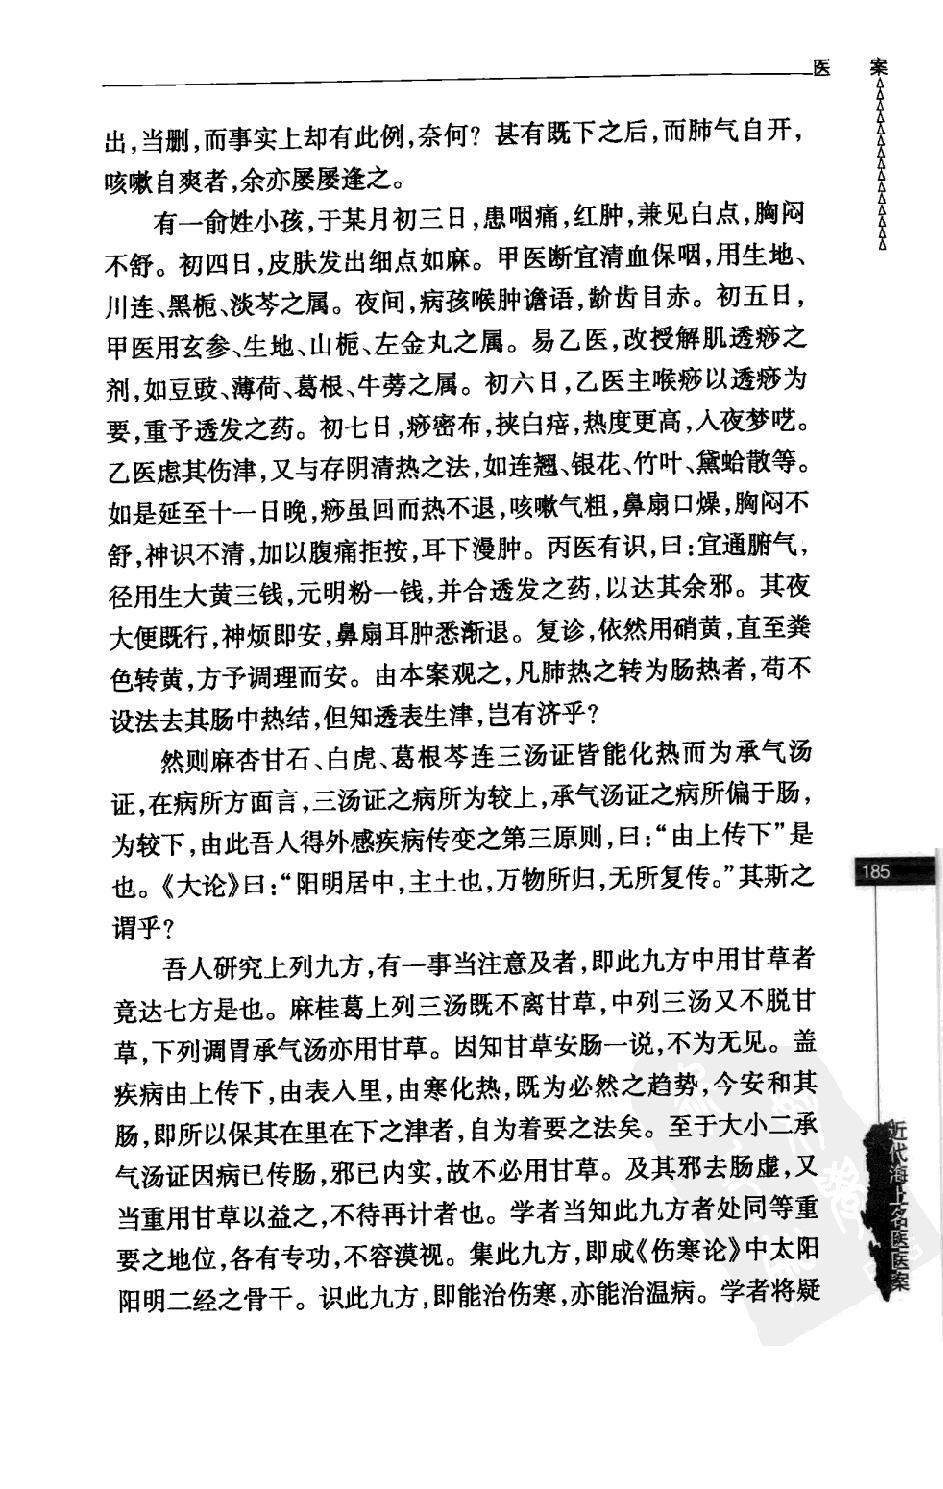 医 案
出,当删,而事实上却有此例,奈何?甚有既下之后,而肺气自开,
咳嗽自爽者,余亦屡屡逢之。
有一俞姓小孩,于某月初三日,患咽痛,红肿,兼见白点,胸闷
不舒。初四日,皮肤发出细点如麻。甲医断宜清血保咽,用生地、
川连、黑栀、淡芩之属。夜间,病孩喉肿谵语,龂齿目赤。初五日,
甲医用玄参、生地、山栀、左金丸之属。易乙医,改授解肌透痧之
剂,如豆豉、薄荷、葛根、牛蒡之属。初六日,乙医主喉痧以透痧为
要,重予透发之药。初七日,痧密布,挟白㾦,热度更高,入夜梦呓。
乙医虑其伤津,又与存阴清热之法,如连翘、银花、竹叶、黛蛤散等。
如是延至十一日晚,痧虽回而热不退,咳嗽气粗,鼻扇口燥,胸闷不
舒,神识不清,加以腹痛拒按,耳下漫肿。丙医有识,曰:宜通腑气,
径用生大黄三钱,元明粉一钱,并合透发之药,以达其余邪。其夜
大便既行,神烦即安,鼻扇耳肿悉渐退。复诊,依然用硝黄,直至粪
色转黄,方予调理而安。由本案观之,凡肺热之转为肠热者,苟不
设法去其肠中热结,但知透表生津,岂有济乎?
然则麻杏甘石、白虎、葛根芩连三汤证皆能化热而为承气汤
证,在病所方面言,三汤证之病所为较上,承气汤证之病所偏于肠,
为较下,由此吾人得外感疾病传变之第三原则,曰:“由上传下”是
也。《大论》曰:“阳明居中,主土也,万物所归,无所复传。”其斯之
谓乎?
吾人研究上列九方,有一事当注意及者,即此九方中用甘草者
竟达七方是也。麻桂葛上列三汤既不离甘草,中列三汤又不脱甘
草,下列调胃承气汤亦用甘草。因知甘草安肠一说,不为无见。盖
疾病由上传下,由表入里,由寒化热,既为必然之趋势,今安和其
肠,即所以保其在里在下之津者,自为着要之法矣。至于大小二承
气汤证因病已传肠,邪已内实,故不必用甘草。及其邪去肠虚,又
当重用甘草以益之,不待再计者也。学者当知此九方者处同等重
要之地位,各有专功,不容漠视。集此九方,即成《伤寒论》中太阳
阳明二经之骨干。识此九方,即能治伤寒,亦能治温病。学者将疑
185
近代海上名医医案